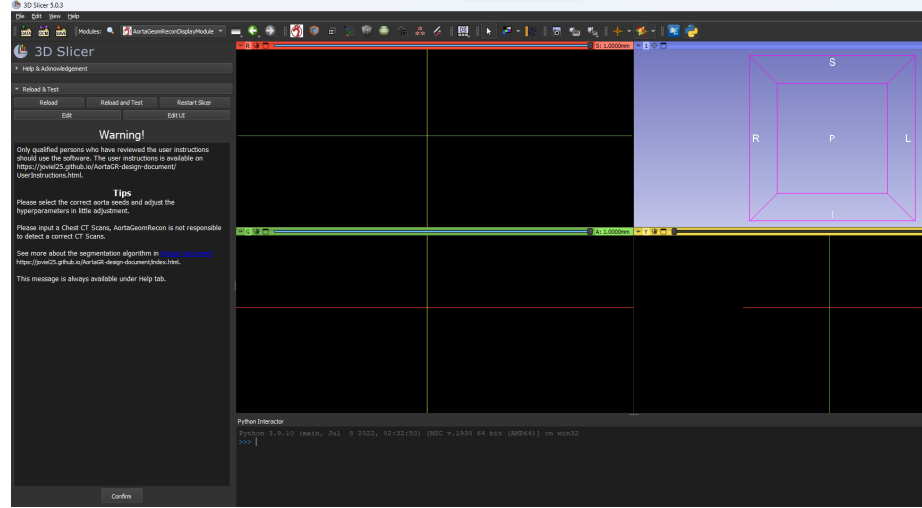 3D Slicer 5.0.3
File Edit View Help
DATA DCM SAVE Modules: AortaGeomReconDisplayModule
3D Slicer
Help & Acknowledgement
Reload & Test
Reload Reload and Test Restart Slicer
Edit Edit UI
Warning!
Only qualified persons who have reviewed the user instructions
should use the software. The user instructions is available on
https://joviel25.github.io/AortaGR-design-document/
UserInstructions.html.
Tips
Please select the correct aorta seeds and adjust the
hyperparameters in little adjustment.
Please input a Chest CT Scans, AortaGeomRecon is not responsible
to detect a correct CT Scans.
See more about the segmentation algorithm in
https://joviel25.github.io/AortaGR-design-document/index.html.
This message is always available under Help tab.
Confirm
R S: 1.0000mm
1
S
R P L
I
G A: 1.0000mm
Y
Python Interactor
Python 3.9.10 (main, Jul 6 2022, 02:32:50) [MSC v.1930 64 bit (AMD64)] on win32
>>>